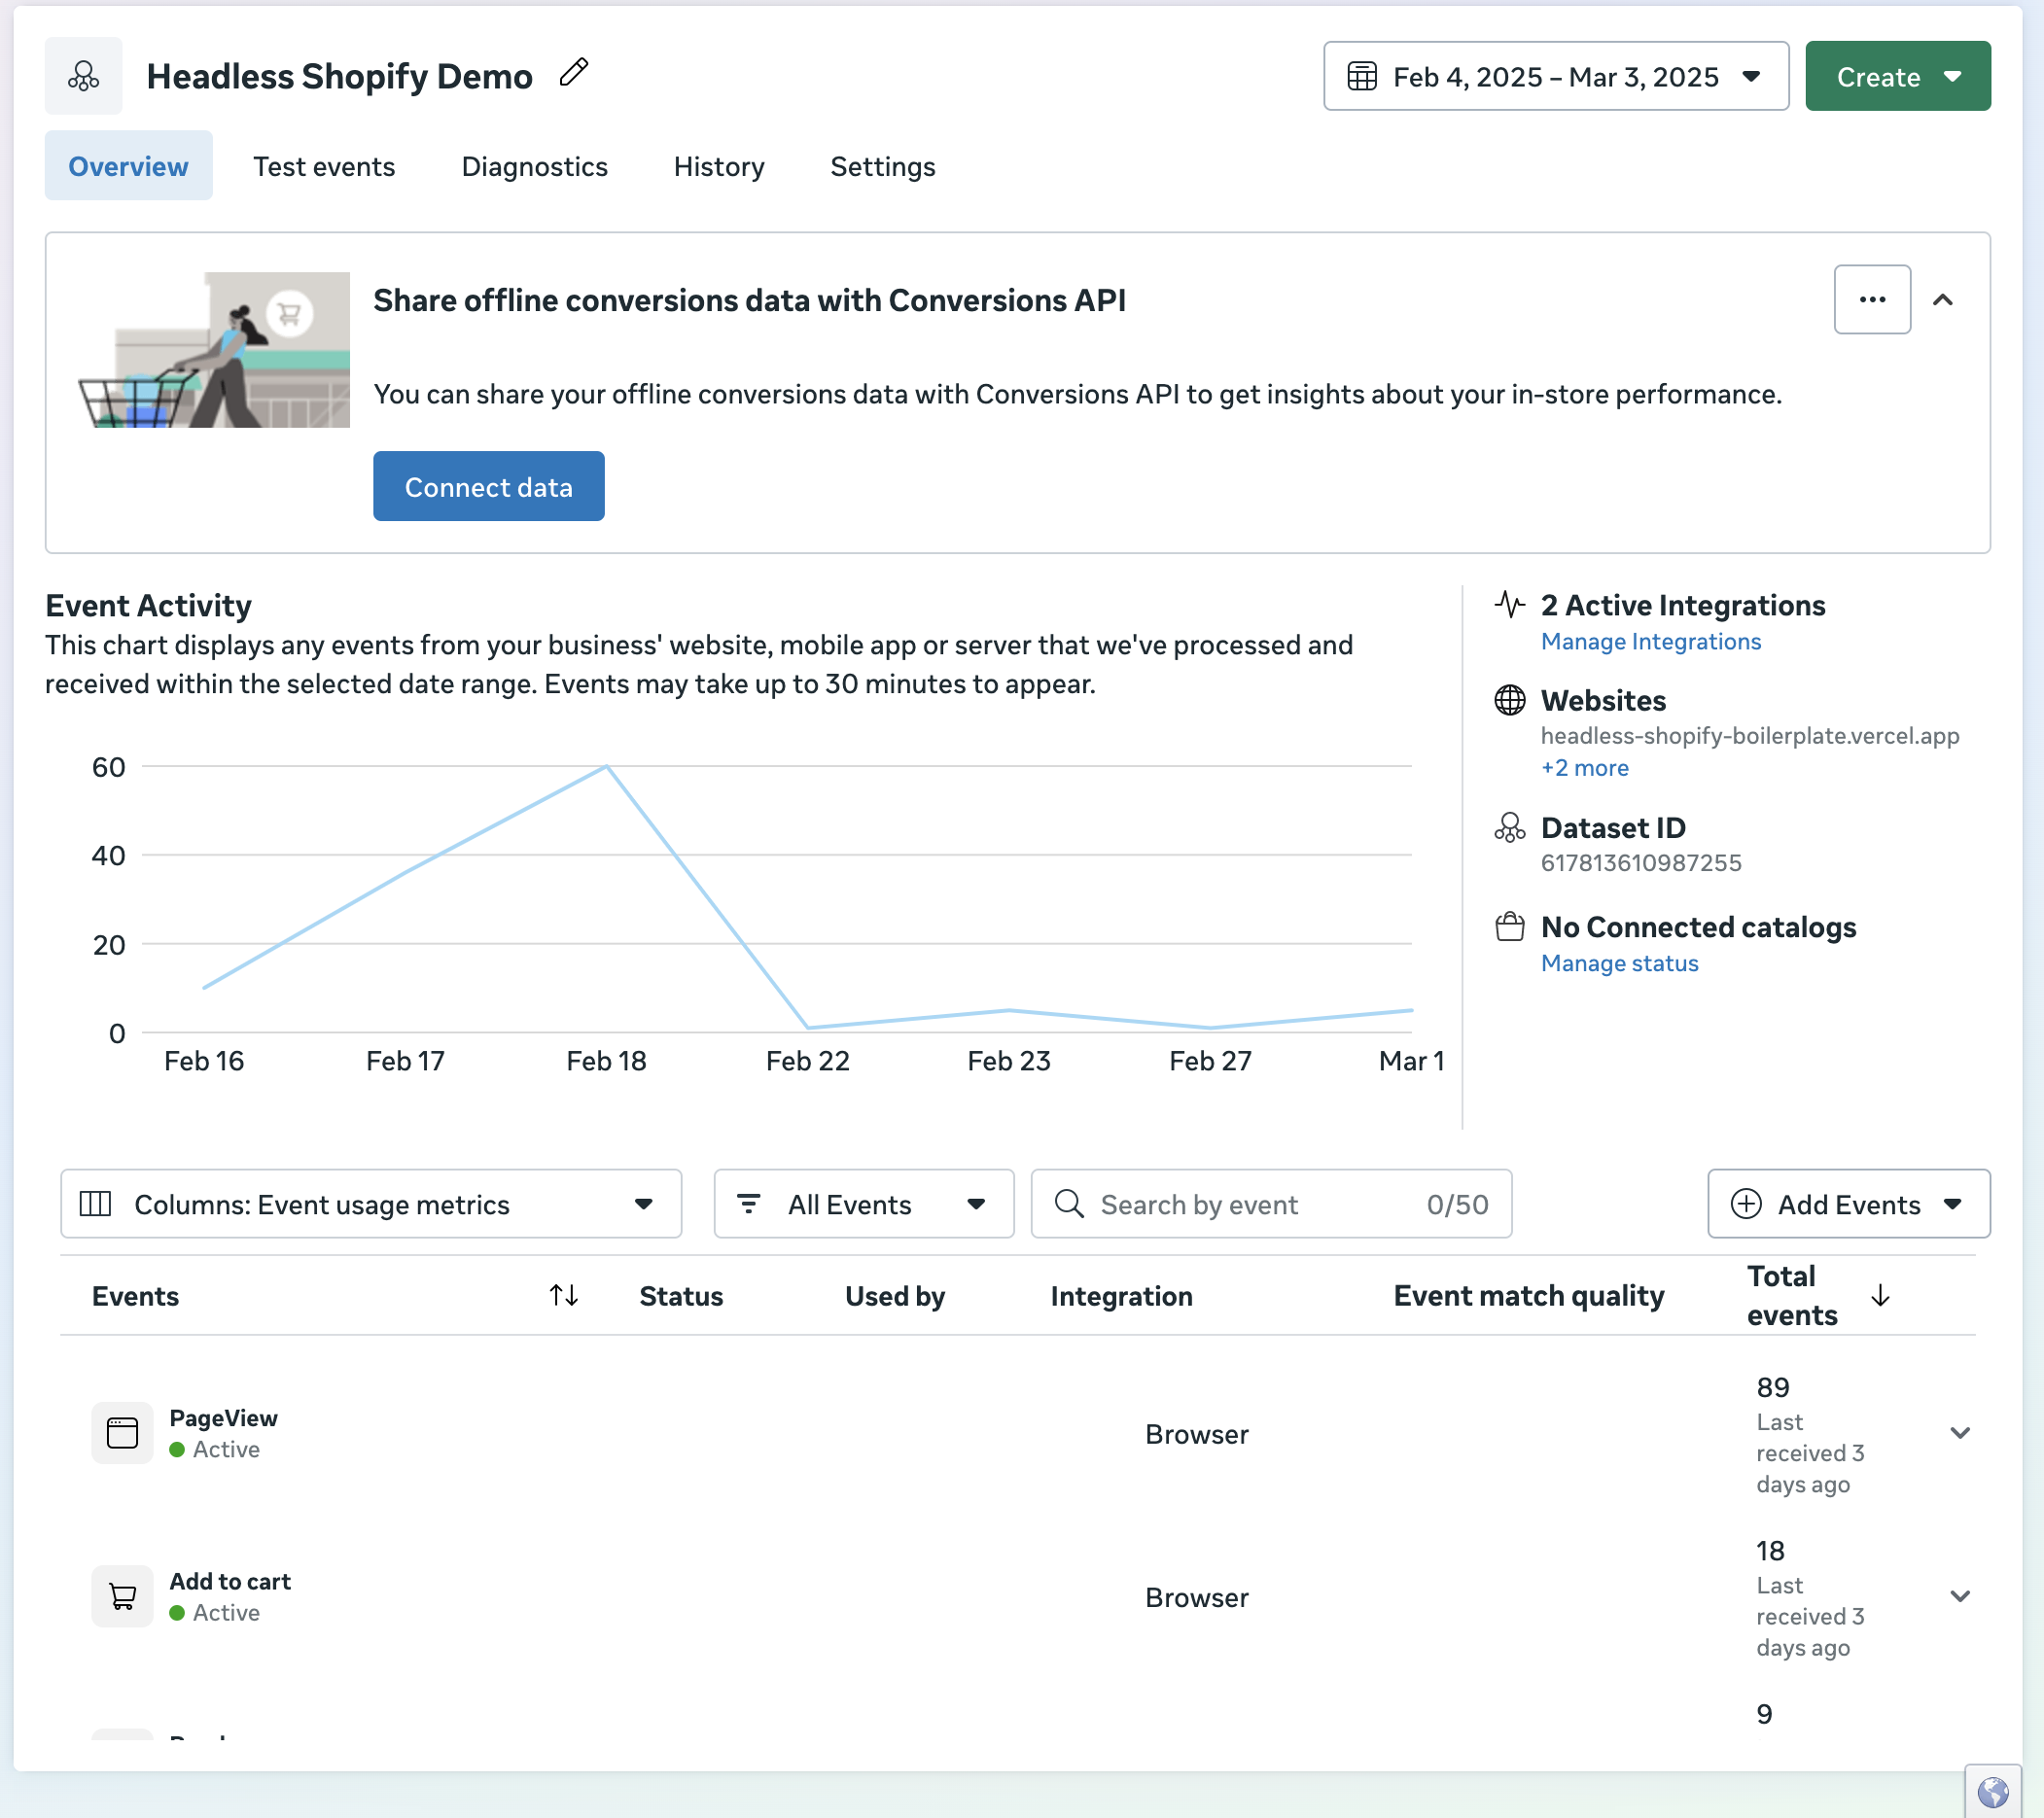 Headless Shopify Demo
Feb 4, 2025 – Mar 3, 2025
Create
Overview
Test events
Diagnostics
History
Settings
Share offline conversions data with Conversions API
You can share your offline conversions data with Conversions API to get insights about your in-store performance.
Connect data
Event Activity
This chart displays any events from your business' website, mobile app or server that we've processed and
received within the selected date range. Events may take up to 30 minutes to appear.
60
40
20
0
Feb 16
Feb 17
Feb 18
Feb 22
Feb 23
Feb 27
Mar 1
2 Active Integrations
Manage Integrations
Websites
headless-shopify-boilerplate.vercel.app
+2 more
Dataset ID
617813610987255
No Connected catalogs
Manage status
Columns: Event usage metrics
All Events
Search by event
0/50
Add Events
Events
Status
Used by
Integration
Event match quality
Total
events
PageView
Active
Browser
89
Last
received 3
days ago
Add to cart
Active
Browser
18
Last
received 3
days ago
9